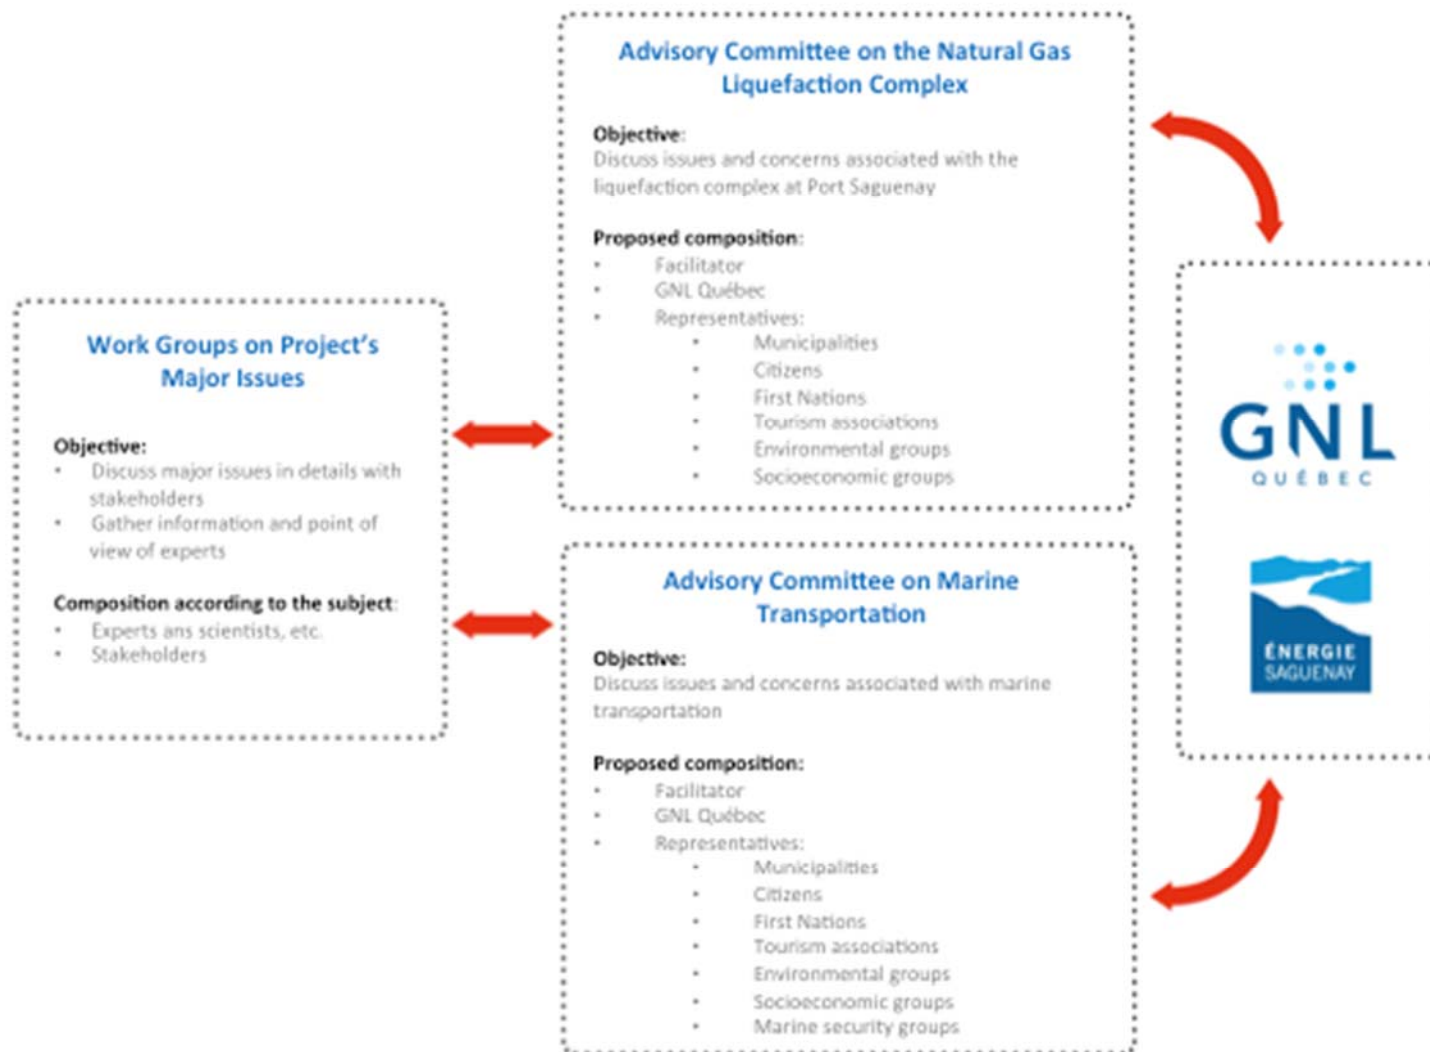 Advisory Committee on the Natural Gas
Liquefaction Complex
Objective:
Discuss issues and concerns associated with the
liquefaction complex at Port Saguenay
Proposed composition:
• Facilitator
• GNL Québec
• Representatives:
• Municipalities
• Citizens
• First Nations
• Tourism associations
• Environmental groups
• Socioeconomic groups
Work Groups on Project's
Major Issues
Objective:
• Discuss major issues in details with
stakeholders
• Gather information and point of
view of experts
Composition according to the subject:
• Experts ans scientists, etc.
• Stakeholders
Advisory Committee on Marine
Transportation
Objective:
Discuss issues and concerns associated with marine
transportation
Proposed composition:
• Facilitator
• GNL Québec
• Representatives:
• Municipalities
• Citizens
• First Nations
• Tourism associations
• Environmental groups
• Socioeconomic groups
• Marine security groups
GNL
QUÉBEC
ÉNERGIE
SAGUENAY